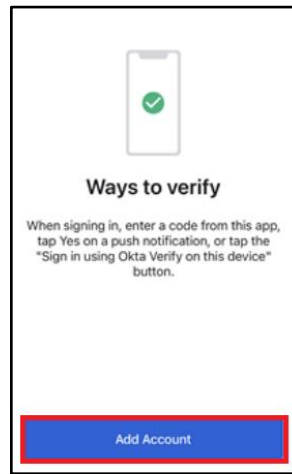 Ways to verify
When signing in, enter a code from this app,
tap Yes on a push notification, or tap the
"Sign in using Okta Verify on this device"
button.
Add Account